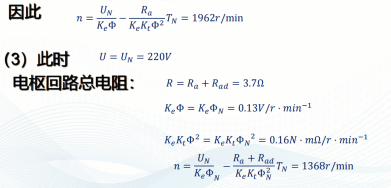 因此 n = U_N/(K_eΦ) − R_a/(K_eK_tΦ²) T_N = 1962r/min
(3)此时 U = U_N = 220V
电枢回路总电阻： R = R_a + R_ad = 3.7Ω
K_eΦ = K_eΦ_N = 0.13V/r · min⁻¹
K_eK_tΦ² = K_eK_tΦ_N² = 0.16N · mΩ/r · min⁻¹
n = U_N/(K_eΦ_N) − (R_a + R_ad)/(K_eK_tΦ_N²) T_N = 1368r/min